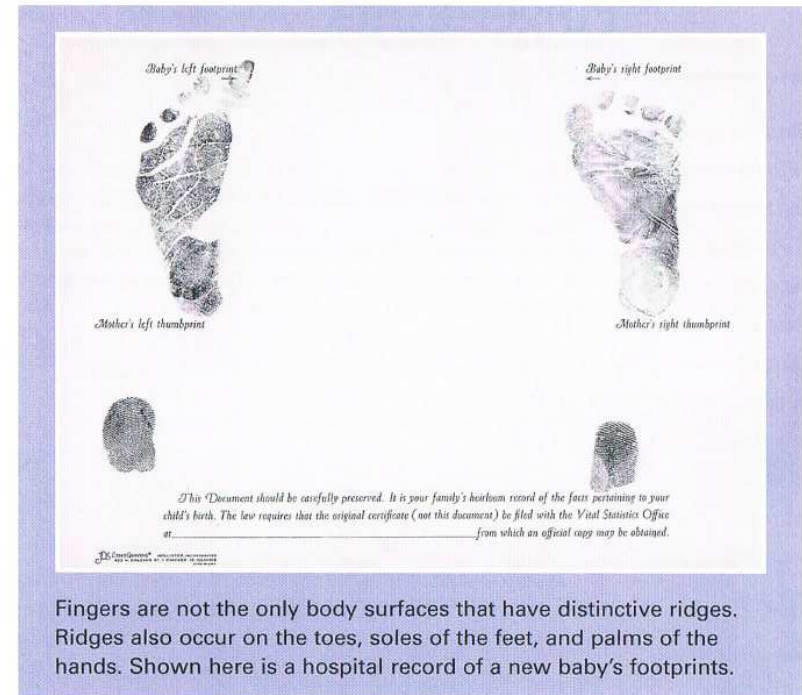 Baby's left footprint
Baby's right footprint
Mother's left thumbprint
Mother's right thumbprint
This Document should be carefully preserved. It is your family's heirloom record of the facts pertaining to your
child's birth. The law requires that the original certificate (not this document) be filed with the Vital Statistics Office
at from which an official copy may be obtained.
Fingers are not the only body surfaces that have distinctive ridges.
Ridges also occur on the toes, soles of the feet, and palms of the
hands. Shown here is a hospital record of a new baby's footprints.